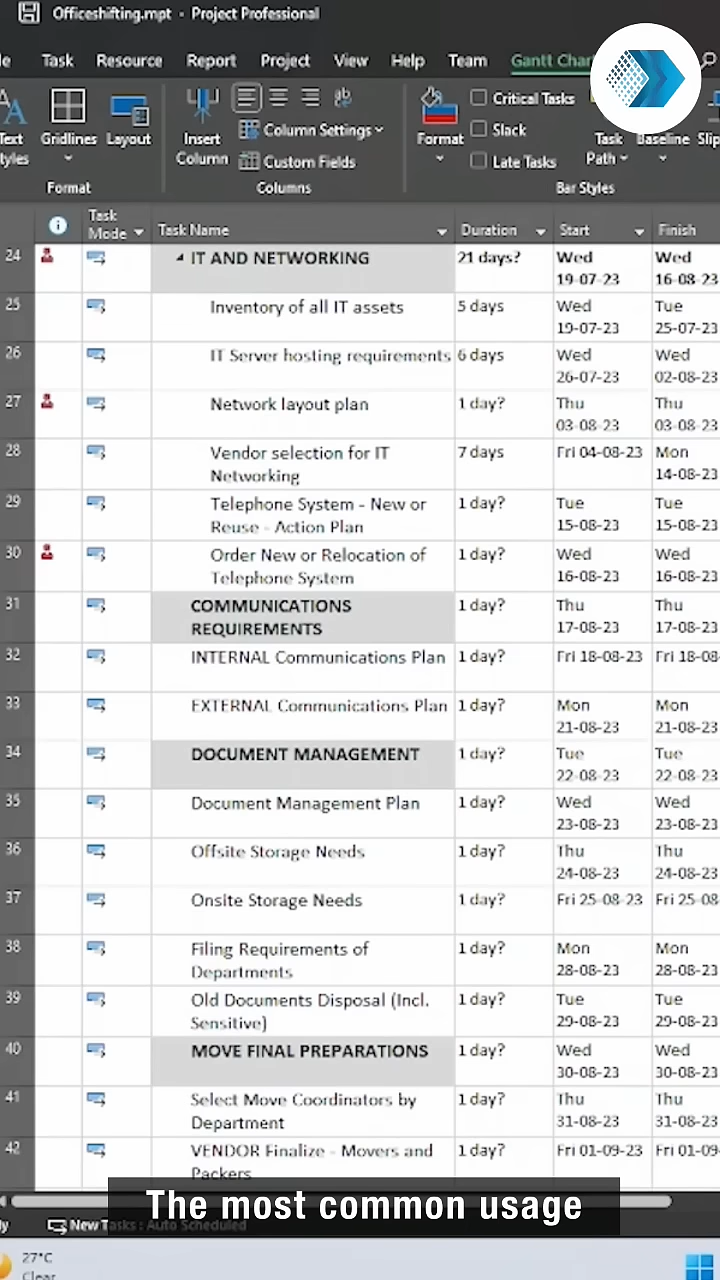 Officeshifting.mpt - Project Professional
Task Resource Report Project View Help Team Gantt Char
Text Styles
Gridlines
Layout
Format
Insert Column
Column Settings
Custom Fields
Columns
Format
Critical Tasks
Slack
Late Tasks
Task Path
Baseline
Slip
Bar Styles
Task Mode Task Name Duration Start Finish
24 IT AND NETWORKING 21 days? Wed 19-07-23 Wed 16-08-23
25 Inventory of all IT assets 5 days Wed 19-07-23 Tue 25-07-23
26 IT Server hosting requirements 6 days Wed 26-07-23 Wed 02-08-23
27 Network layout plan 1 day? Thu 03-08-23 Thu 03-08-23
28 Vendor selection for IT Networking 7 days Fri 04-08-23 Mon 14-08-23
29 Telephone System - New or Reuse - Action Plan 1 day? Tue 15-08-23 Tue 15-08-23
30 Order New or Relocation of Telephone System 1 day? Wed 16-08-23 Wed 16-08-23
31 COMMUNICATIONS REQUIREMENTS 1 day? Thu 17-08-23 Thu 17-08-23
32 INTERNAL Communications Plan 1 day? Fri 18-08-23 Fri 18-08-
33 EXTERNAL Communications Plan 1 day? Mon 21-08-23 Mon 21-08-23
34 DOCUMENT MANAGEMENT 1 day? Tue 22-08-23 Tue 22-08-23
35 Document Management Plan 1 day? Wed 23-08-23 Wed 23-08-23
36 Offsite Storage Needs 1 day? Thu 24-08-23 Thu 24-08-23
37 Onsite Storage Needs 1 day? Fri 25-08-23 Fri 25-08
38 Filing Requirements of Departments 1 day? Mon 28-08-23 Mon 28-08-23
39 Old Documents Disposal (Incl. Sensitive) 1 day? Tue 29-08-23 Tue 29-08-23
40 MOVE FINAL PREPARATIONS 1 day? Wed 30-08-23 Wed 30-08-23
41 Select Move Coordinators by Department 1 day? Thu 31-08-23 Thu 31-08-23
42 VENDOR Finalize - Movers and Packers 1 day? Fri 01-09-23 Fri 01-09-
The most common usage
New Tasks : Auto Scheduled
27°C
Clear